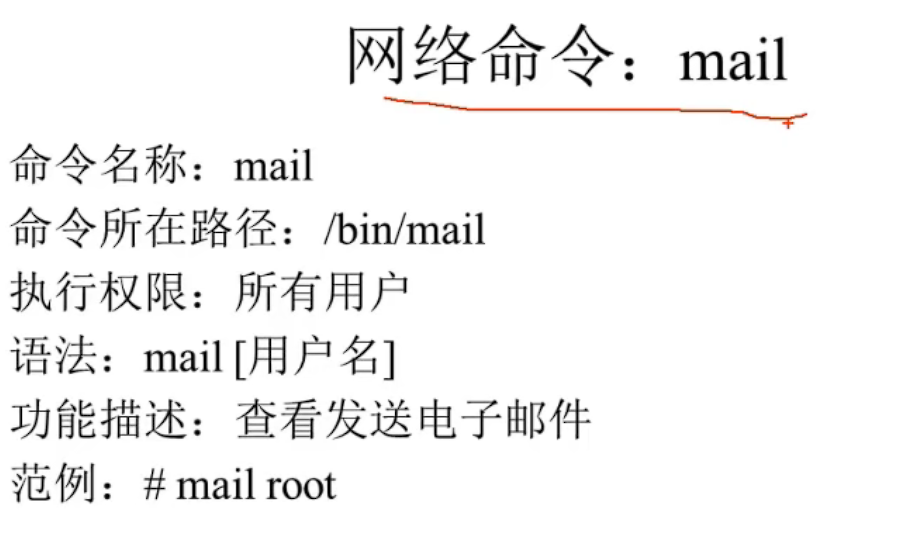 网络命令：mail
命令名称：mail
命令所在路径：/bin/mail
执行权限：所有用户
语法：mail [用户名]
功能描述：查看发送电子邮件
范例：# mail root